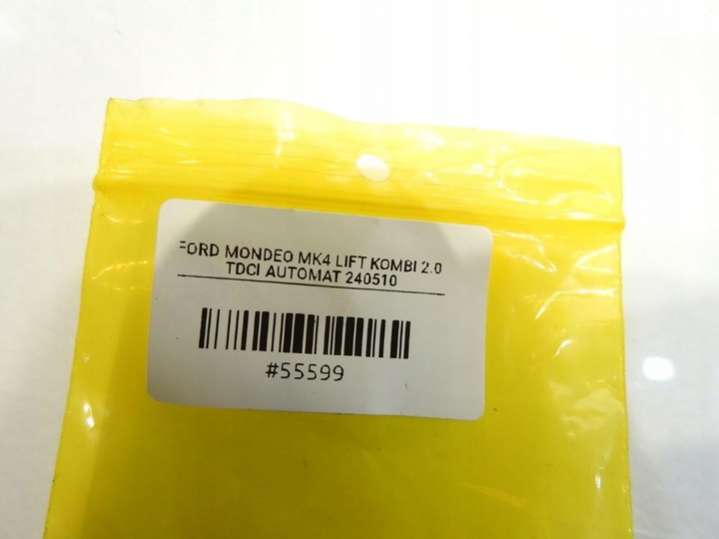 FORD MONDEO MK4 LIFT KOMBI 2.0
TDCI AUTOMAT 240510
#55599